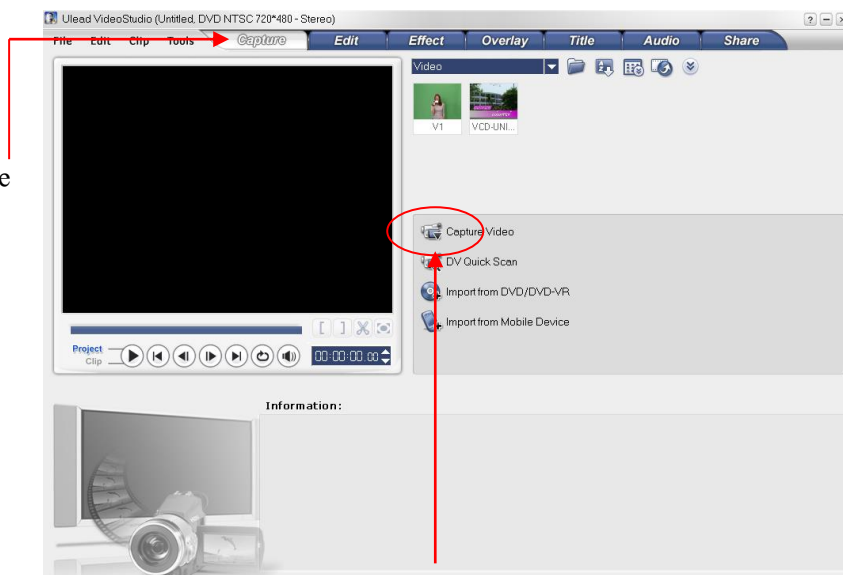 Ulead VideoStudio (Untitled, DVD NTSC 720*480 - Stereo)
File Edit Clip Tools Capture Edit Effect Overlay Title Audio Share
Video
V1 VCD-UNI...
e
Capture Video
DV Quick Scan
Import from DVD/DVD-VR
Import from Mobile Device
Project
Clip
00:00:00.00
Information: